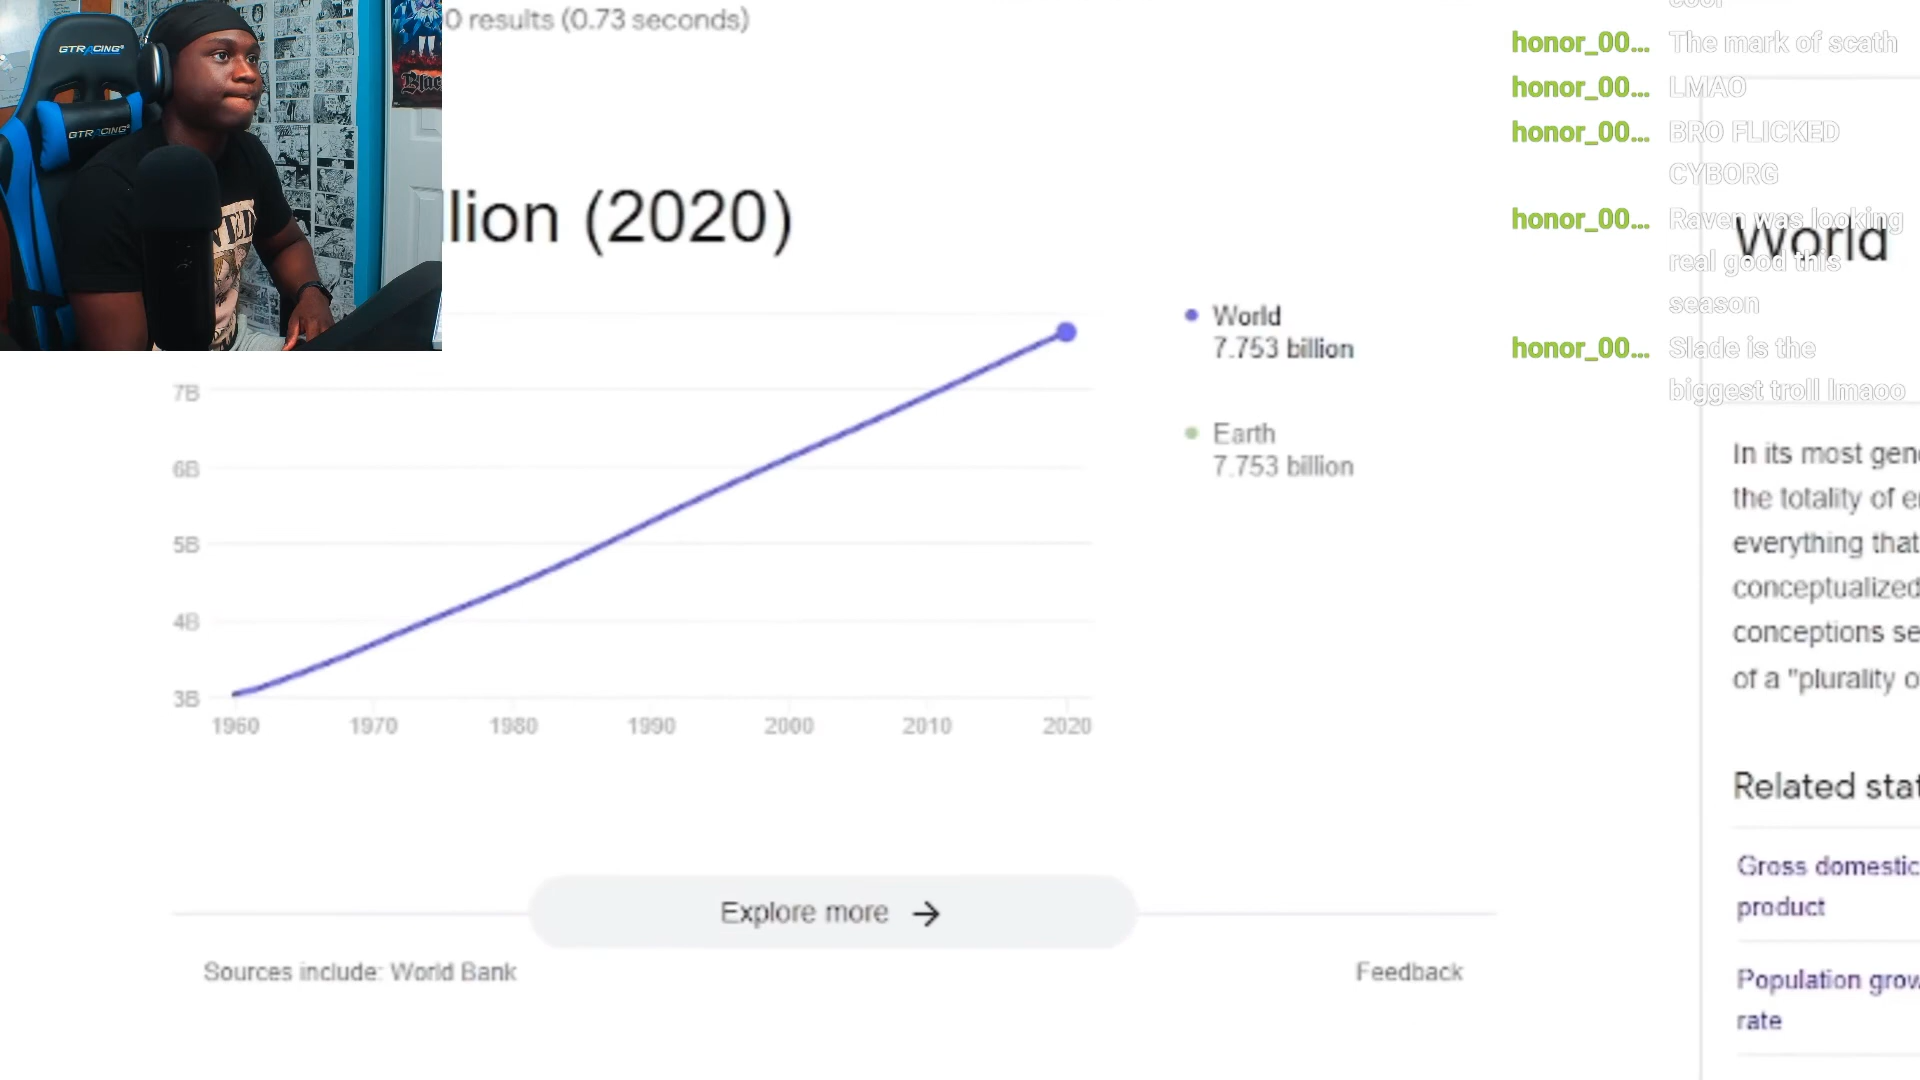 GTRACING
GTRACING
0 results (0.73 seconds)
llion (2020)
7B
6B
5B
4B
3B
1960 1970 1980 1990 2000 2010 2020
World
7.753 billion
Earth
7.753 billion
Explore more →
Sources include: World Bank
Feedback
cool
honor_00... The mark of scath
honor_00... LMAO
honor_00... BRO FLICKED
CYBORG
honor_00... Raven was looking
real good this
season
honor_00... Slade is the
biggest troll lmaoo
World
In its most gen
the totality of e
everything that
conceptualized
conceptions se
of a "plurality o
Related stat
Gross domestic
product
Population grow
rate